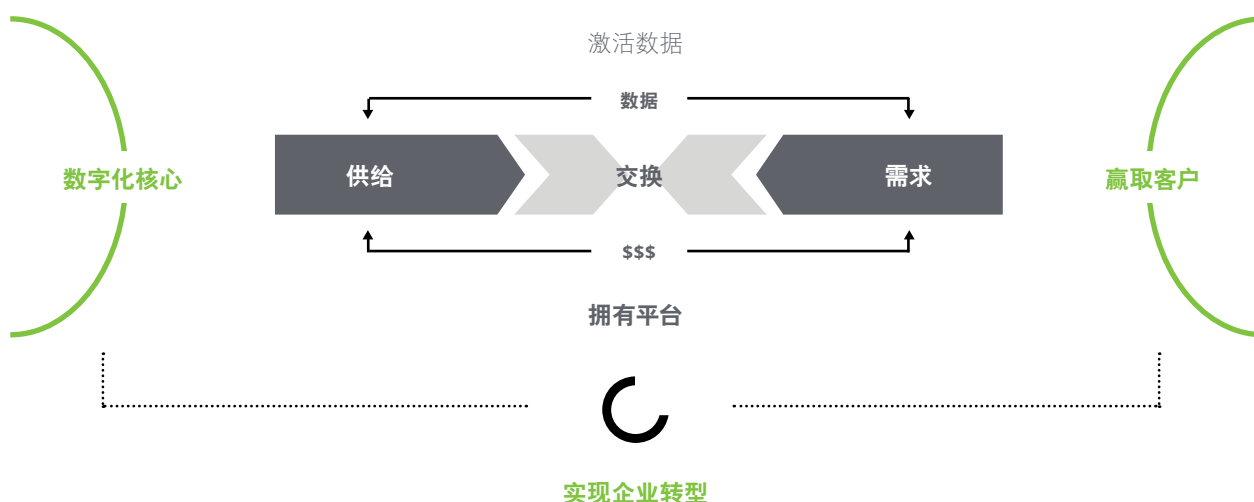 激活数据
数据
数字化核心
供给
交换
需求
赢取客户
$$$
拥有平台
实现企业转型